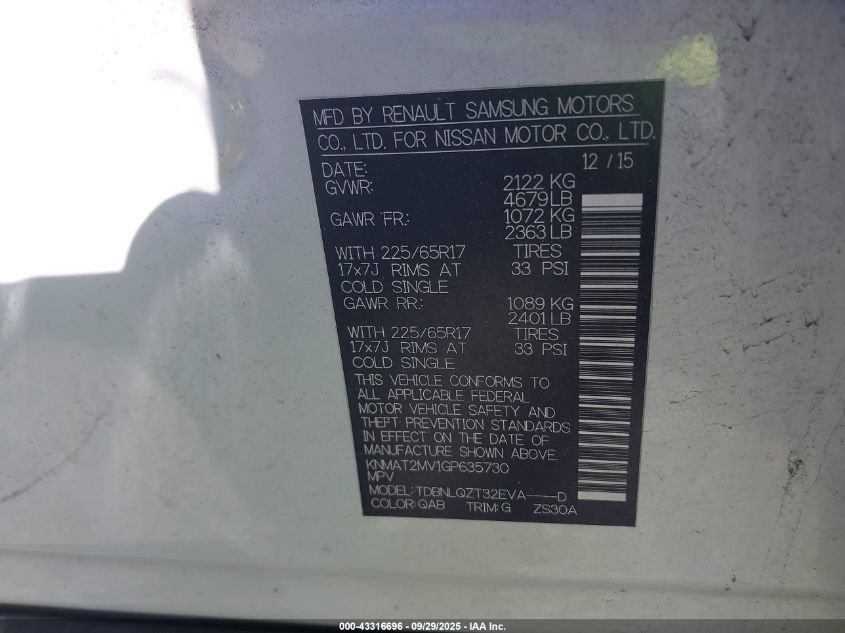 MFD BY RENAULT SAMSUNG MOTORS
CO., LTD. FOR NISSAN MOTOR CO., LTD.
DATE: 12 / 15
GVWR: 2122 KG
4679 LB
GAWR FR: 1072 KG
2363 LB
WITH 225/65R17 TIRES
17x7J RIMS AT 33 PSI
COLD SINGLE
GAWR RR: 1089 KG
2401 LB
WITH 225/65R17 TIRES
17x7J RIMS AT 33 PSI
COLD SINGLE
THIS VEHICLE CONFORMS TO
ALL APPLICABLE FEDERAL
MOTOR VEHICLE SAFETY AND
THEFT PREVENTION STANDARDS
IN EFFECT ON THE DATE OF
MANUFACTURE SHOWN ABOVE.
KNMAT2MV1GP635730
MPV
MODEL: TDBNLQZT32EVA----D
COLOR: QAB TRIM: G ZS30A
000-43316696 - 09/29/2025 - IAA Inc.